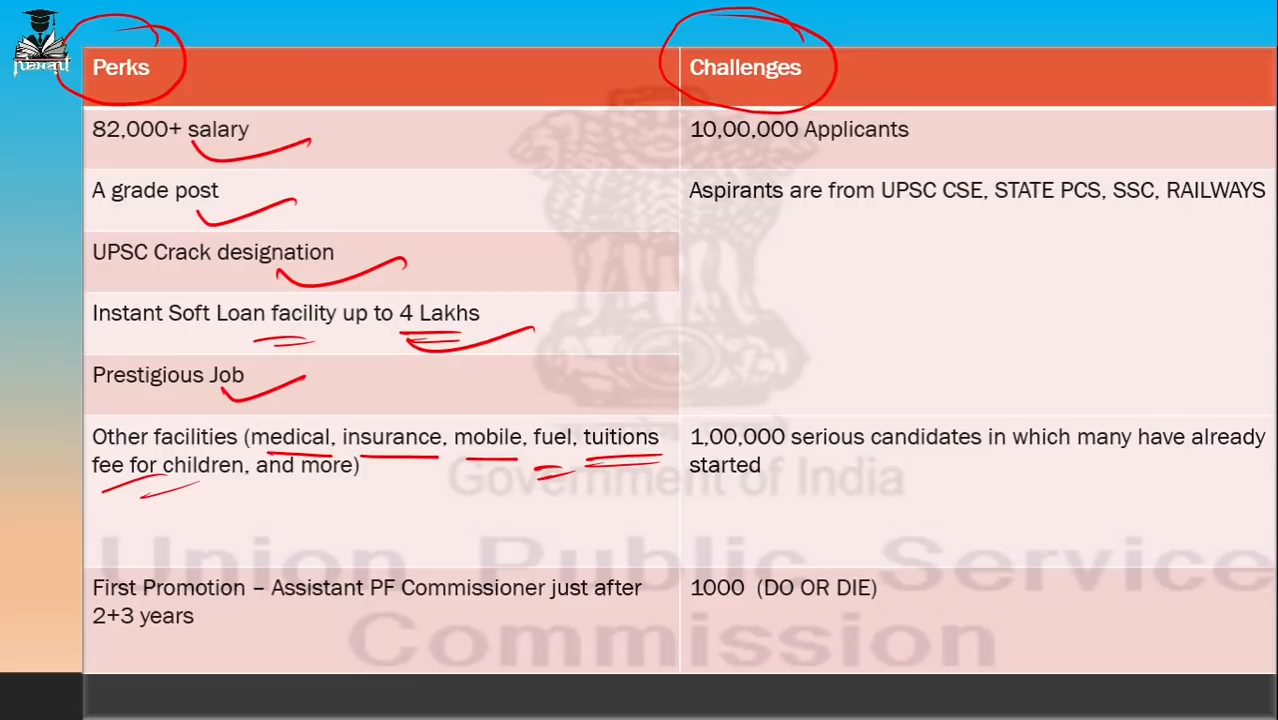 Perks
Challenges
82,000+ salary
10,00,000 Applicants
A grade post
Aspirants are from UPSC CSE, STATE PCS, SSC, RAILWAYS
UPSC Crack designation
Instant Soft Loan facility up to 4 Lakhs
Prestigious Job
Other facilities (medical, insurance, mobile, fuel, tuitions
fee for children, and more)
1,00,000 serious candidates in which many have already
started
First Promotion – Assistant PF Commissioner just after
2+3 years
1000 (DO OR DIE)
Government of India
Union Public Service
Commission